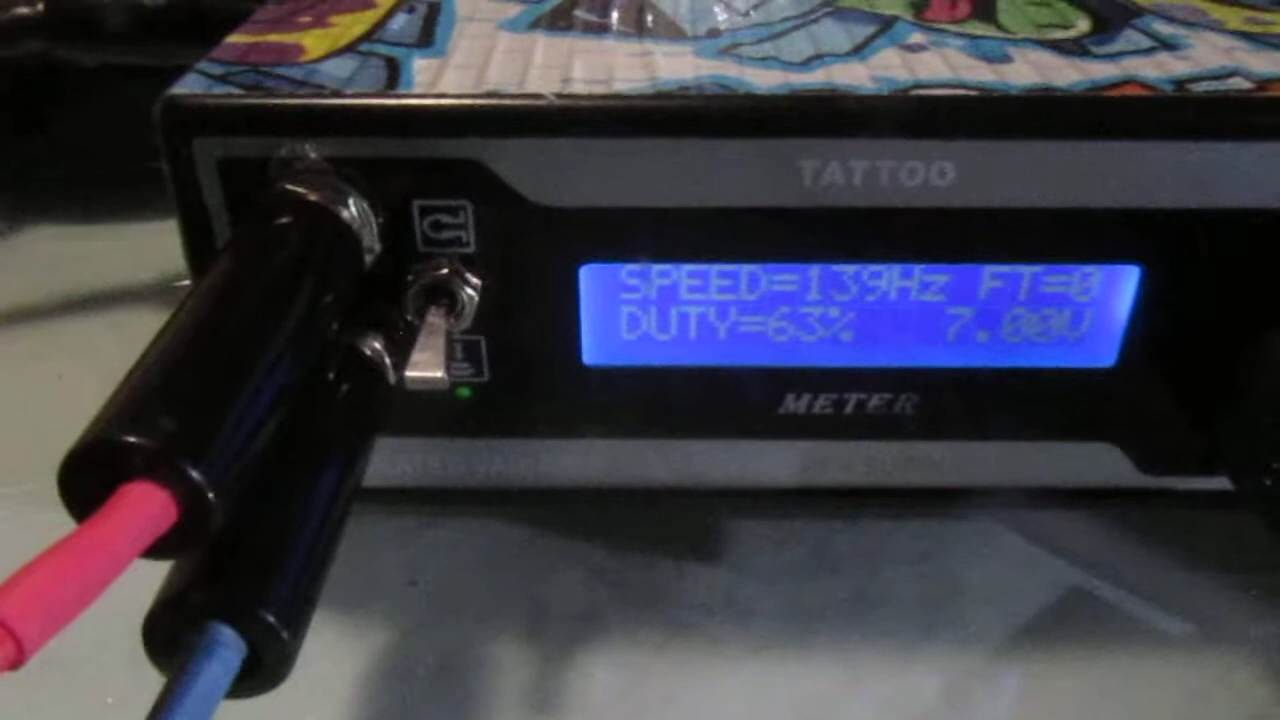 TATTOO
SPEED=139Hz FT=0
DUTY=63% 7.00V
METER